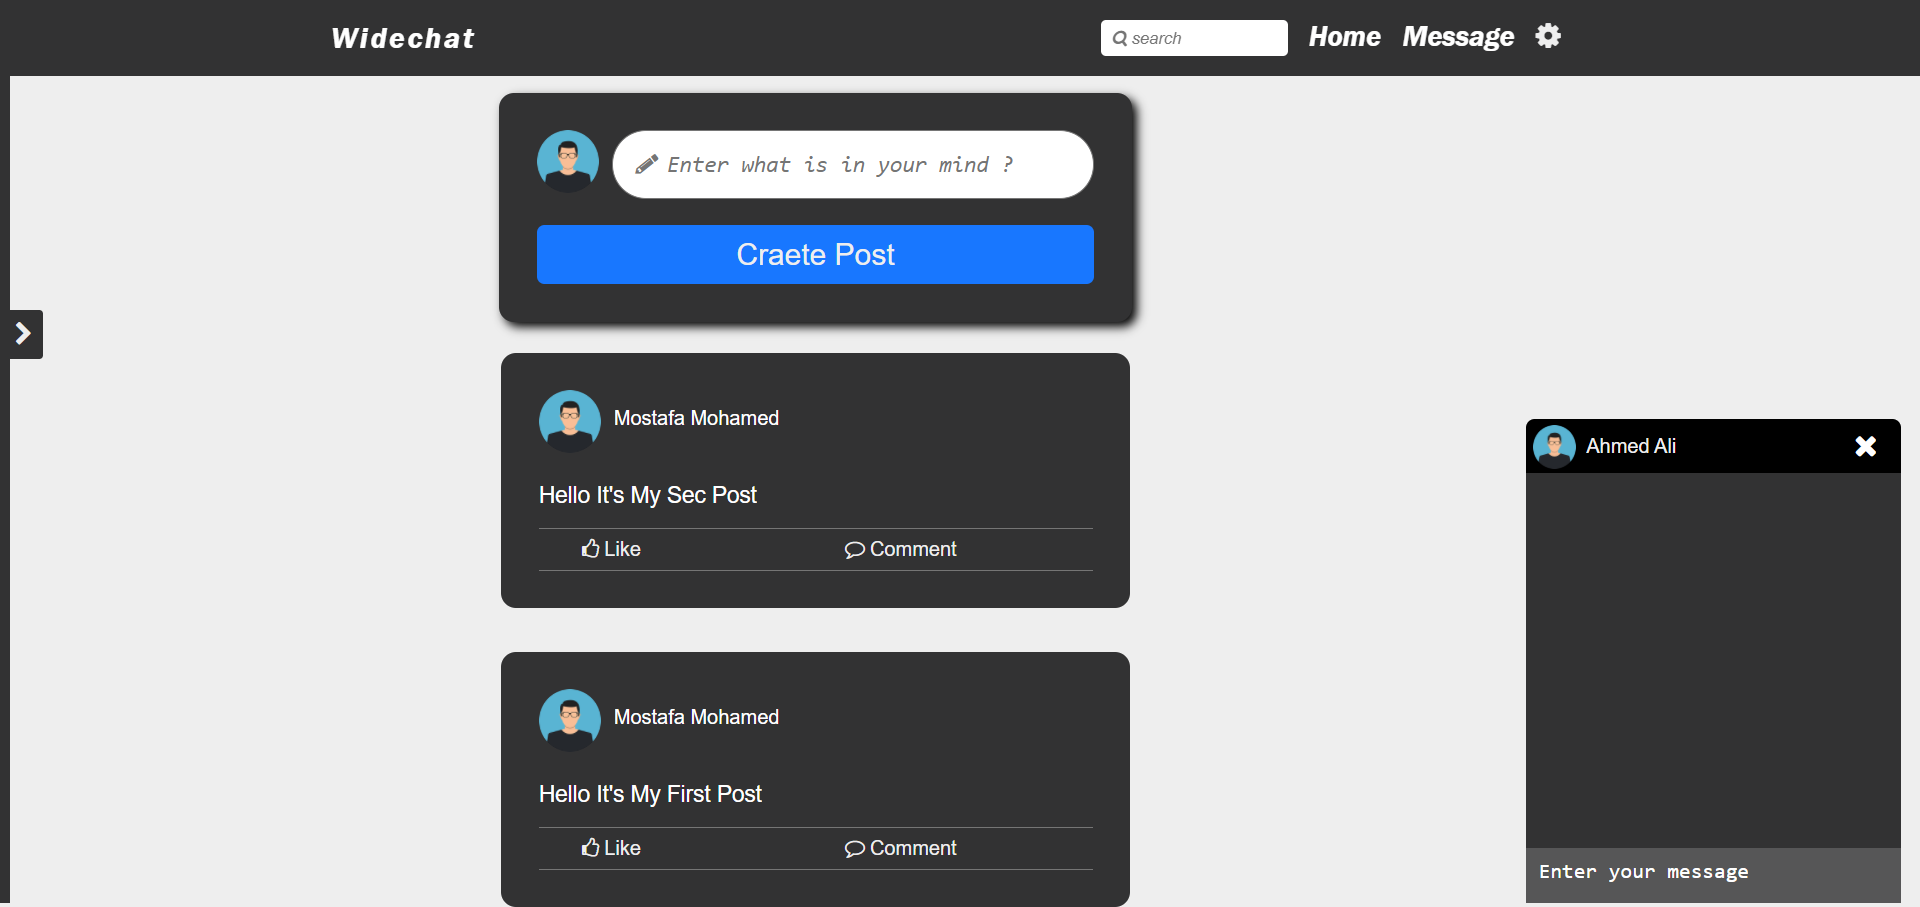 Widechat
search
Home
Message
Enter what is in your mind ?
Craete Post
Mostafa Mohamed
Hello It's My Sec Post
Like
Comment
Mostafa Mohamed
Hello It's My First Post
Like
Comment
Ahmed Ali
Enter your message